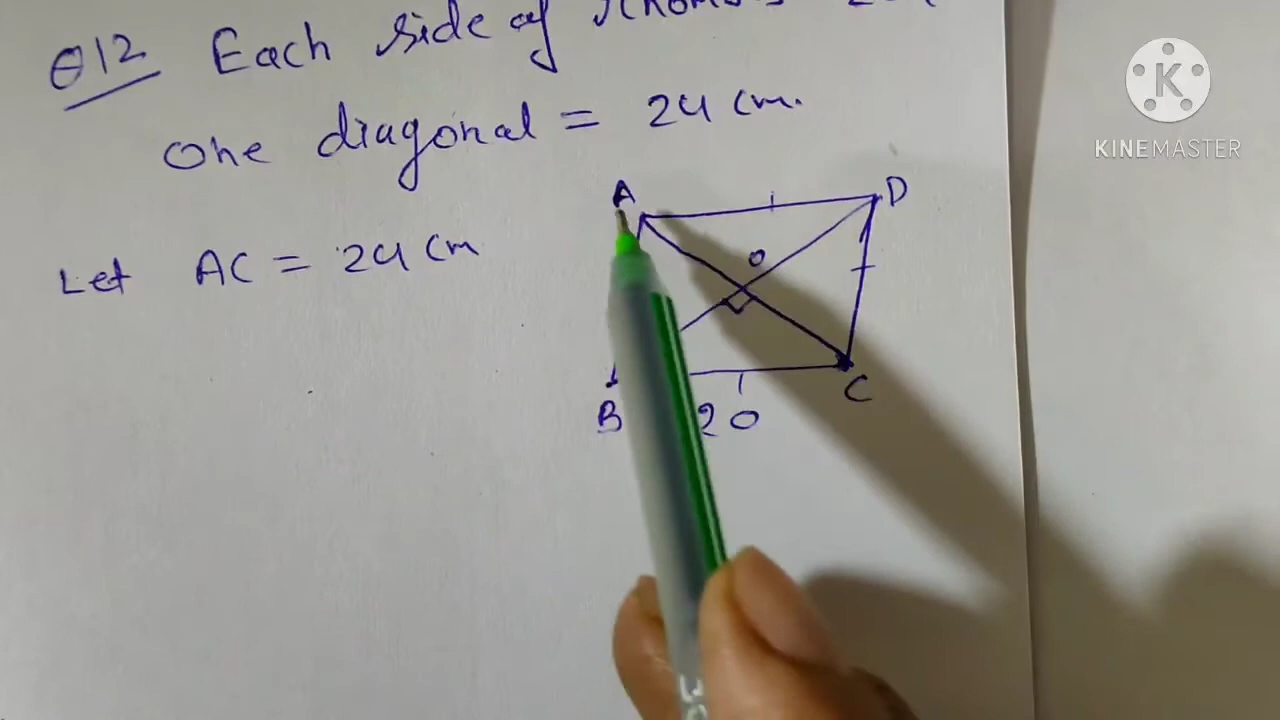 Q12 Each side of
One diagonal = 24 cm.
Let AC = 24 cm
A
D
O
B
20
C
K
KINEMASTER